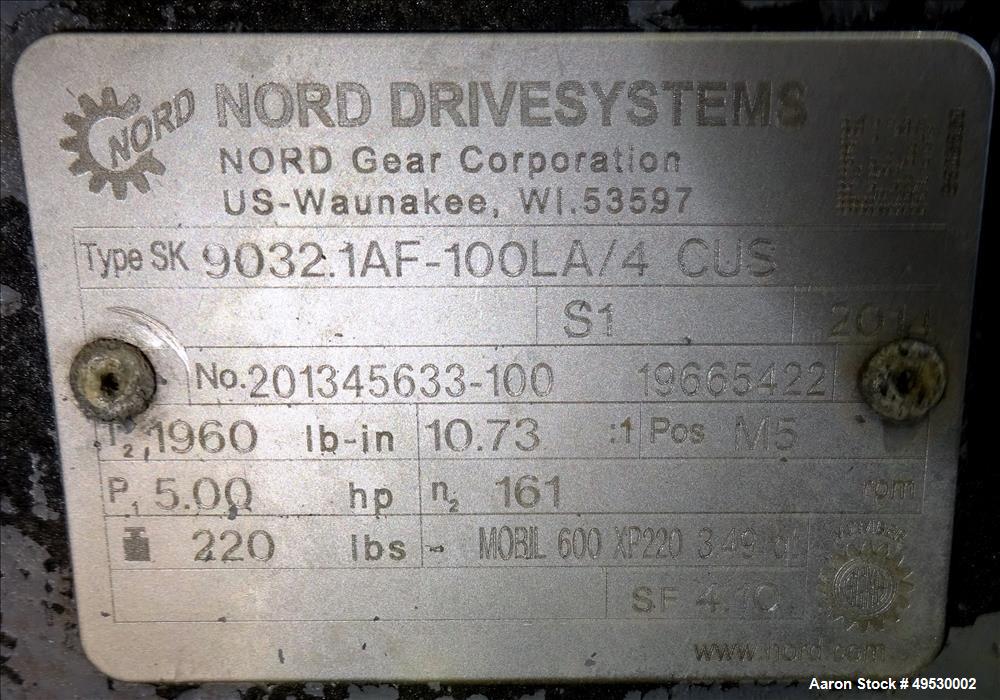 NORD NORD DRIVESYSTEMS
NORD Gear Corporation
US-Waunakee, WI.53597
Type SK 9032.1AF-100LA/4 CUS
S1
No. 201345633-100 19665422
T2 1960 lb-in 10.73 :1 Pos M5
P1 5.00 hp n2 161 rpm
220 lbs - MOBIL 600 XP220 3.49
SF 4.10
www.nord.com
Aaron Stock # 49530002